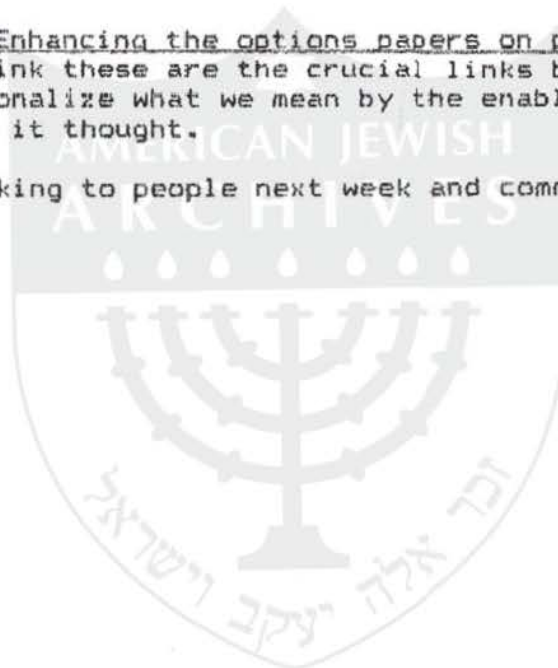 Enhancing the options papers on
ink these are the crucial links
onalize what we mean by the enabl
it thought.
king to people next week and comm
AMERICAN JEWISH
ARCHIVES
זכר אלה יעקב וישראל